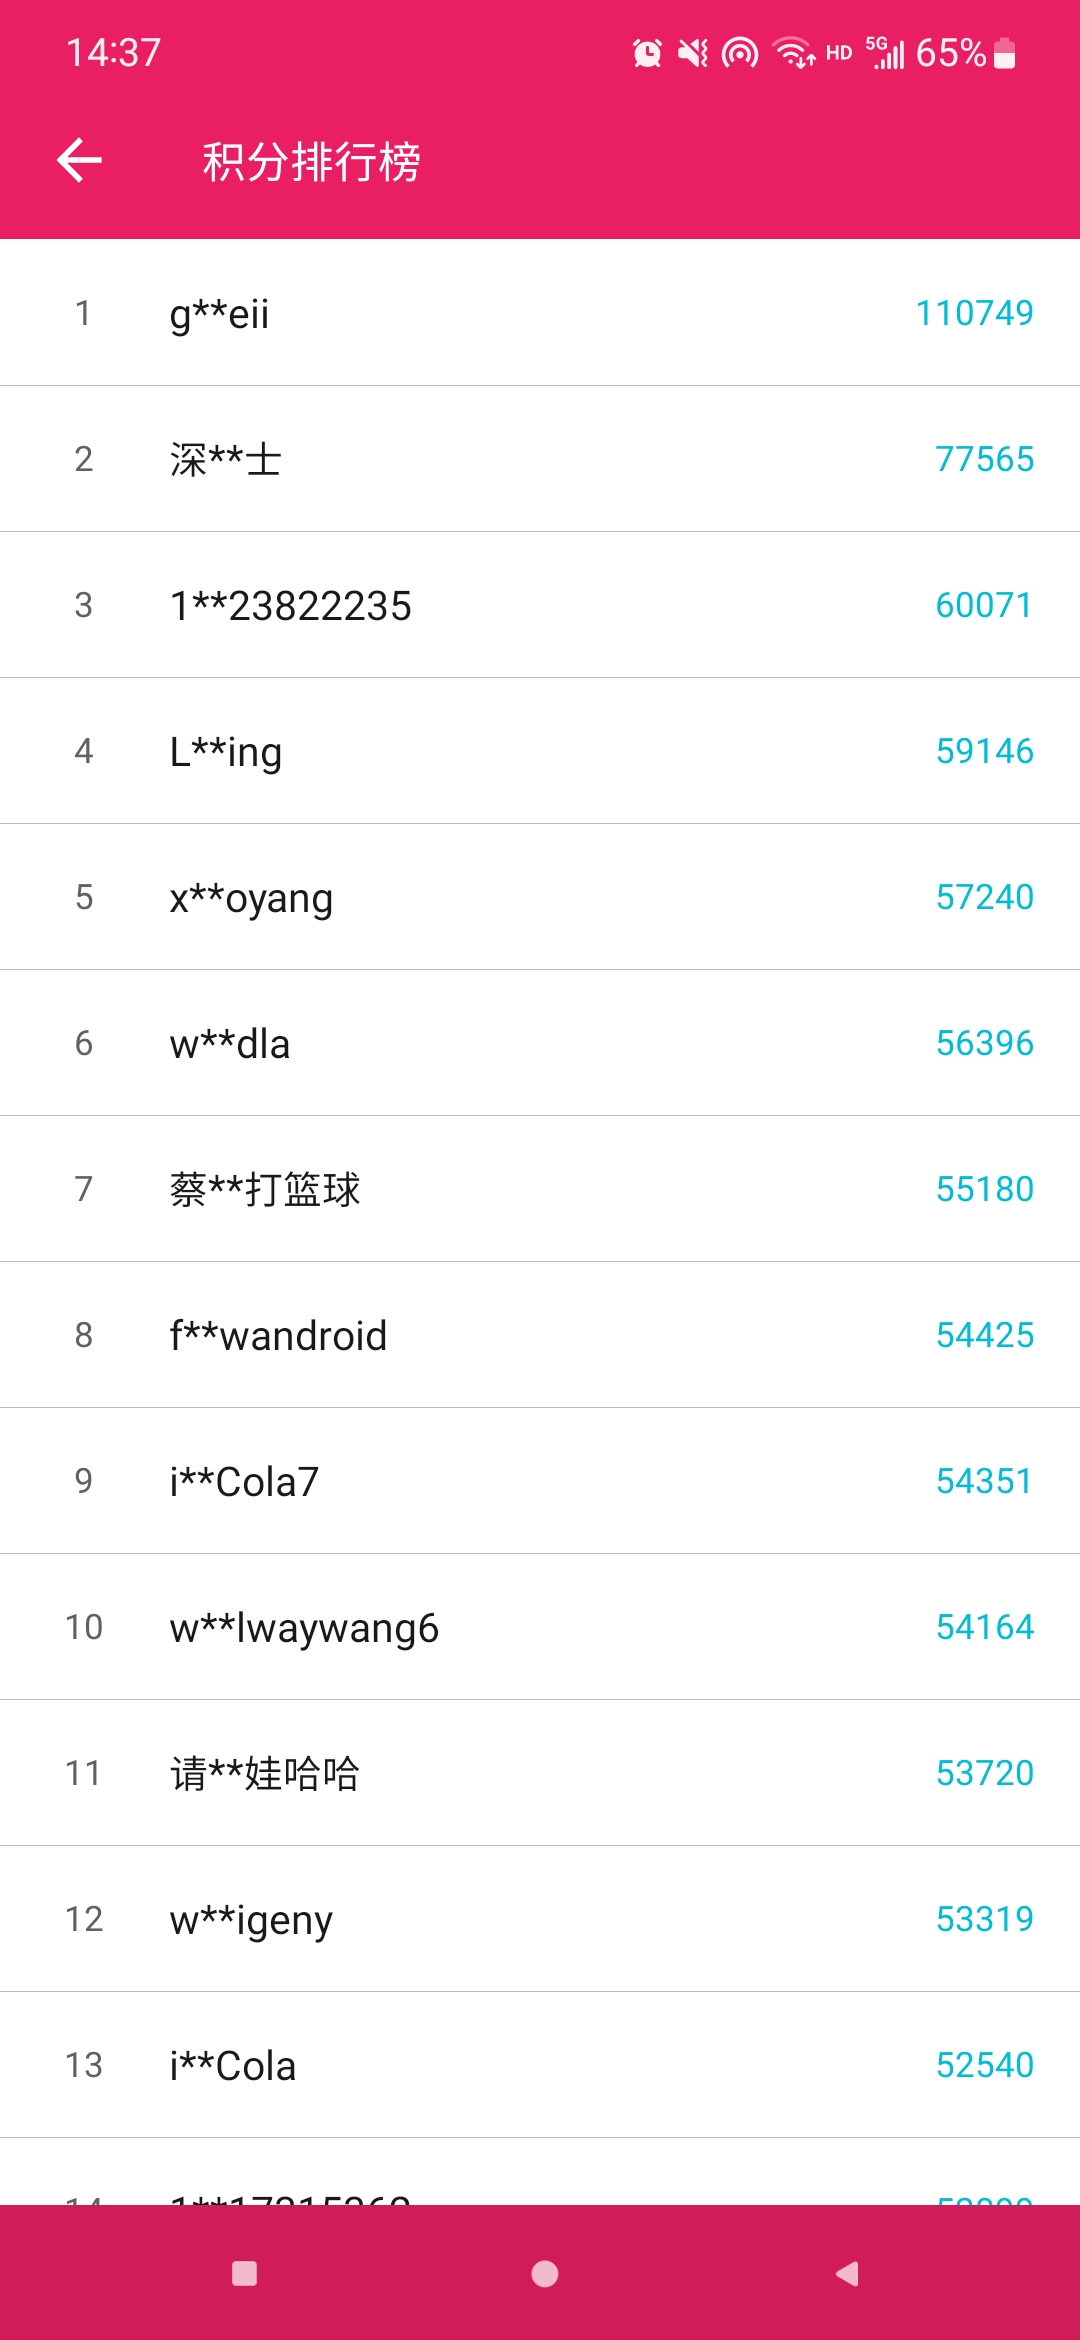 14:37 HD 5G 65%
积分排行榜
1 g**eii 110749
2 深**士 77565
3 1**23822235 60071
4 L**ing 59146
5 x**oyang 57240
6 w**dla 56396
7 蔡**打篮球 55180
8 f**wandroid 54425
9 i**Cola7 54351
10 w**lwaywang6 54164
11 请**娃哈哈 53720
12 w**igeny 53319
13 i**Cola 52540
14